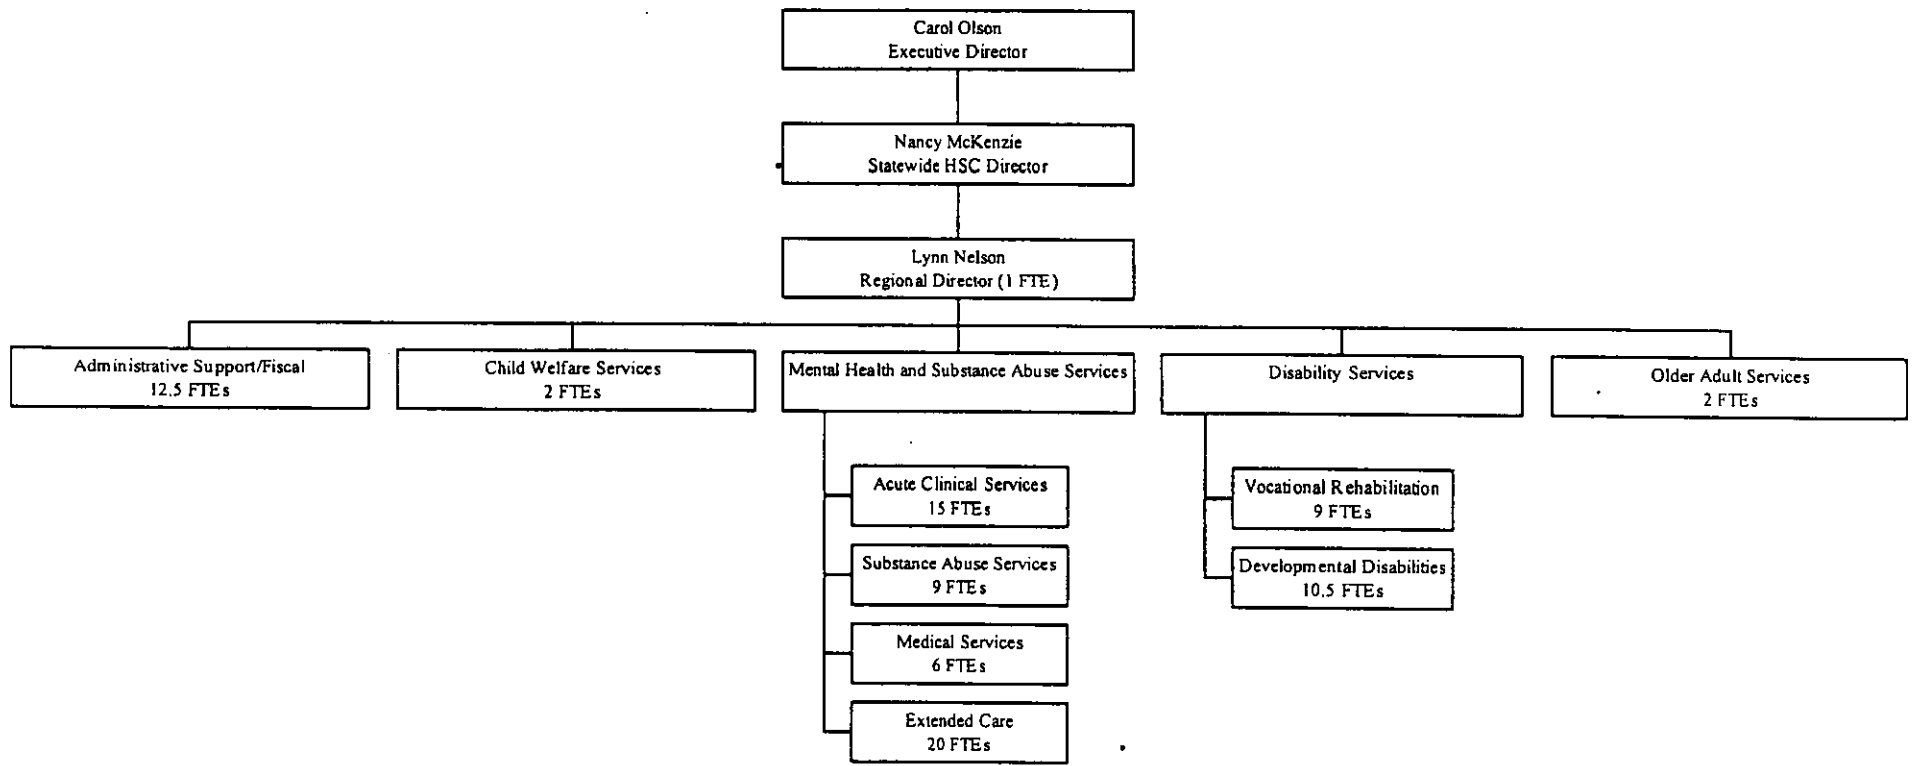 Carol Olson
Executive Director
Nancy McKenzie
Statewide HSC Director
Lynn Nelson
Regional Director (1 FTE)
Administrative Support/Fiscal
12.5 FTEs
Child Welfare Services
2 FTEs
Mental Health and Substance Abuse Services
Disability Services
Older Adult Services
2 FTEs
Acute Clinical Services
15 FTEs
Substance Abuse Services
9 FTEs
Medical Services
6 FTEs
Extended Care
20 FTEs
Vocational Rehabilitation
9 FTEs
Developmental Disabilities
10.5 FTEs